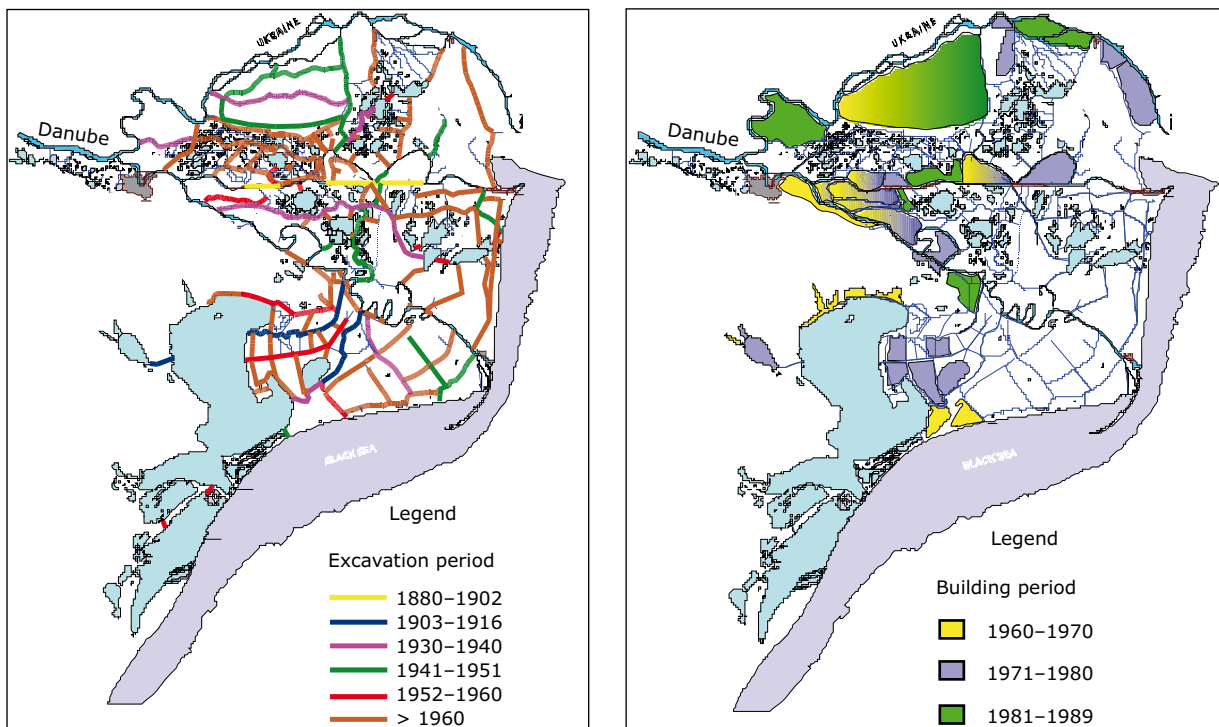 UKRAINE
Danube
BLACK SEA
Legend
Excavation period
1880–1902
1903–1916
1930–1940
1941–1951
1952–1960
> 1960
UKRAINE
Danube
BLACK SEA
Legend
Building period
1960–1970
1971–1980
1981–1989